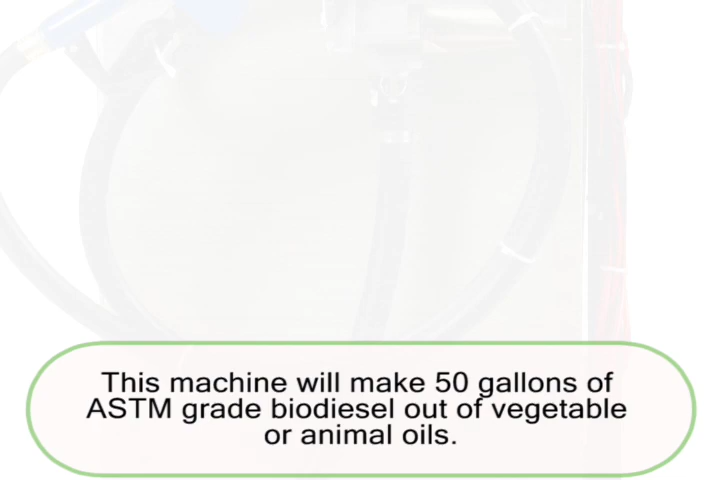 This machine will make 50 gallons of
ASTM grade biodiesel out of vegetable
or animal oils.